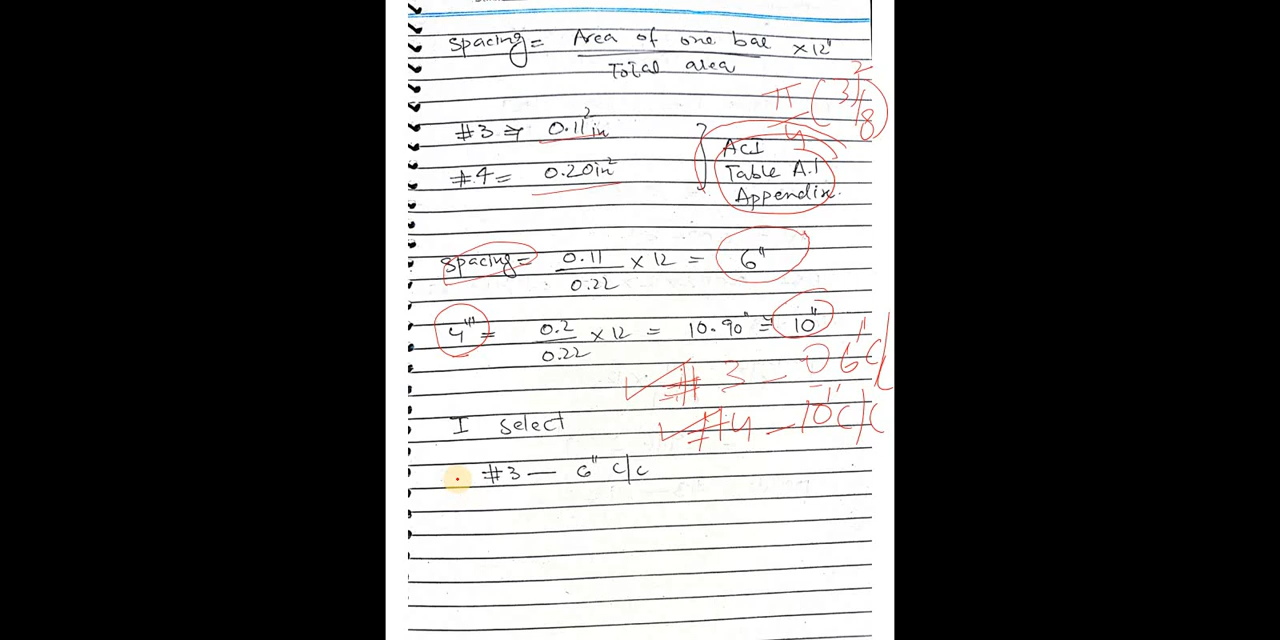 Spacing = Area of one bar × 12"
Total area
π/4 (3/8)²
#3 ⇒ 0.11 in²
#4 = 0.20 in²
ACI
Table A.1
Appendix.
spacing = 0.11/0.22 × 12 = 6"
4"' = 0.2/0.22 × 12 = 10.90" = 10"
#3 – 06" c/
#4 – 10" c/c
I select
#3 — 6" c/c